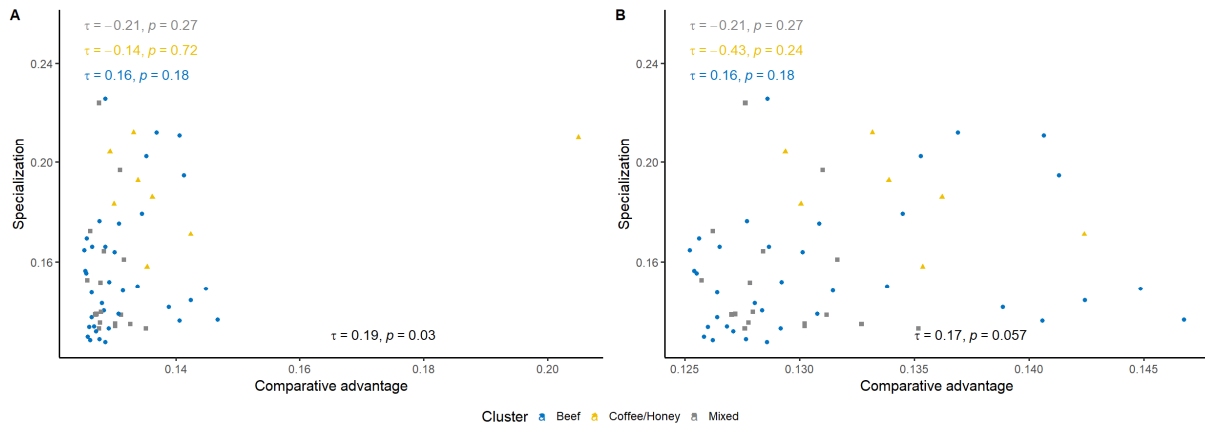 A
τ = −0.21, p = 0.27
τ = −0.14, p = 0.72
τ = 0.16, p = 0.18
0.24
0.20
0.16
Specialization
τ = 0.19, p = 0.03
0.14
0.16
0.18
0.20
Comparative advantage
B
τ = −0.21, p = 0.27
τ = −0.43, p = 0.24
τ = 0.16, p = 0.18
0.24
0.20
0.16
Specialization
τ = 0.17, p = 0.057
0.125
0.130
0.135
0.140
0.145
Comparative advantage
Cluster a Beef a Coffee/Honey a Mixed